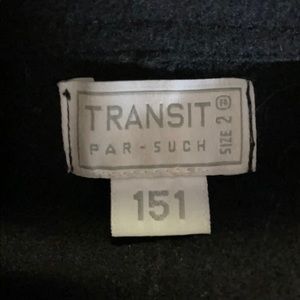 TRANSIT
PAR-SUCH
SIZE 2
151